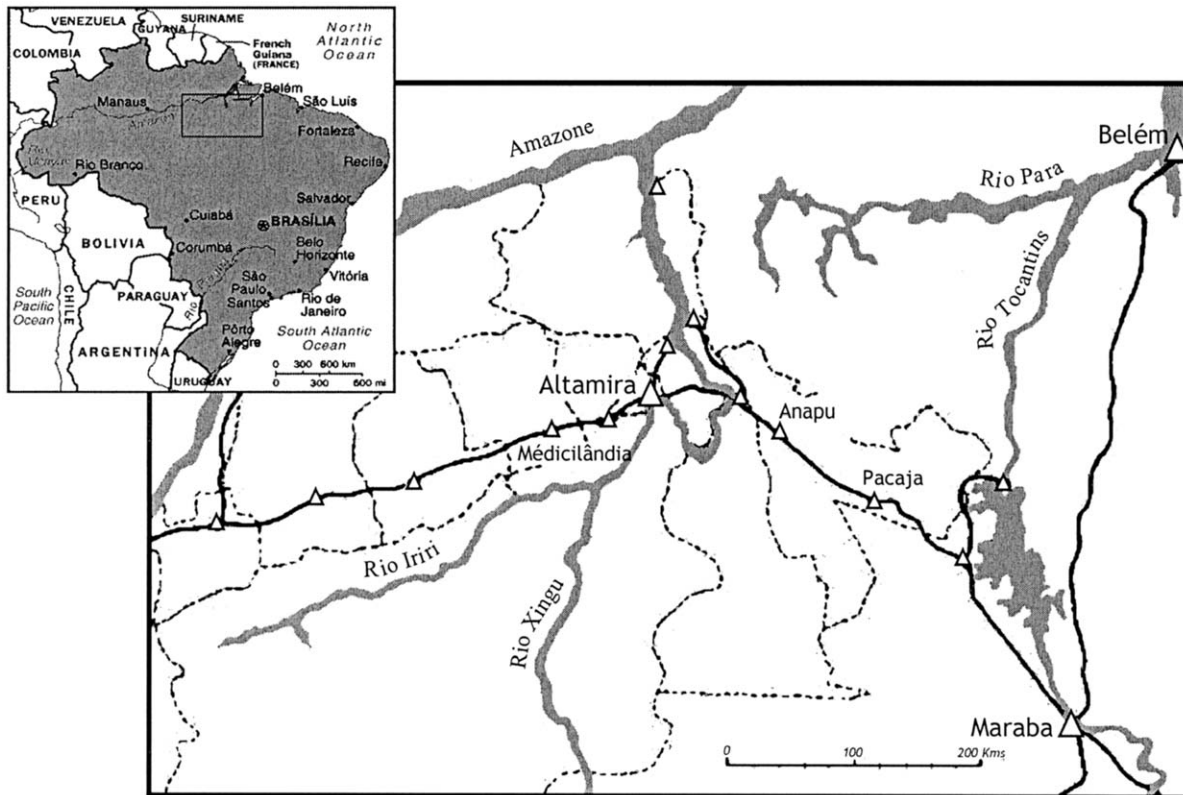 VENEZUELA
SURINAME
GUYANA
COLOMBIA
French
Guiana
(FRANCE)
North
Atlantic
Ocean
Manaus
Amazon
Belém
São Luís
Fortaleza
Recife
Rio Branco
PERU
Salvador
Cuiabá
BRASÍLIA
BOLIVIA
Corumbá
Belo
Horizonte
Vitória
São
Paulo
Santos
Rio de
Janeiro
PARAGUAY
South
Pacific
Ocean
CHILE
Pôrto
Alegre
South Atlantic
Ocean
ARGENTINA
URUGUAY
0 300 600 km
0 300 600 mi
Amazone
Belém
Rio Para
Rio Tocantins
Altamira
Anapu
Médicilândia
Pacaja
Rio Iriri
Rio Xingu
Maraba
0 100 200 Kms